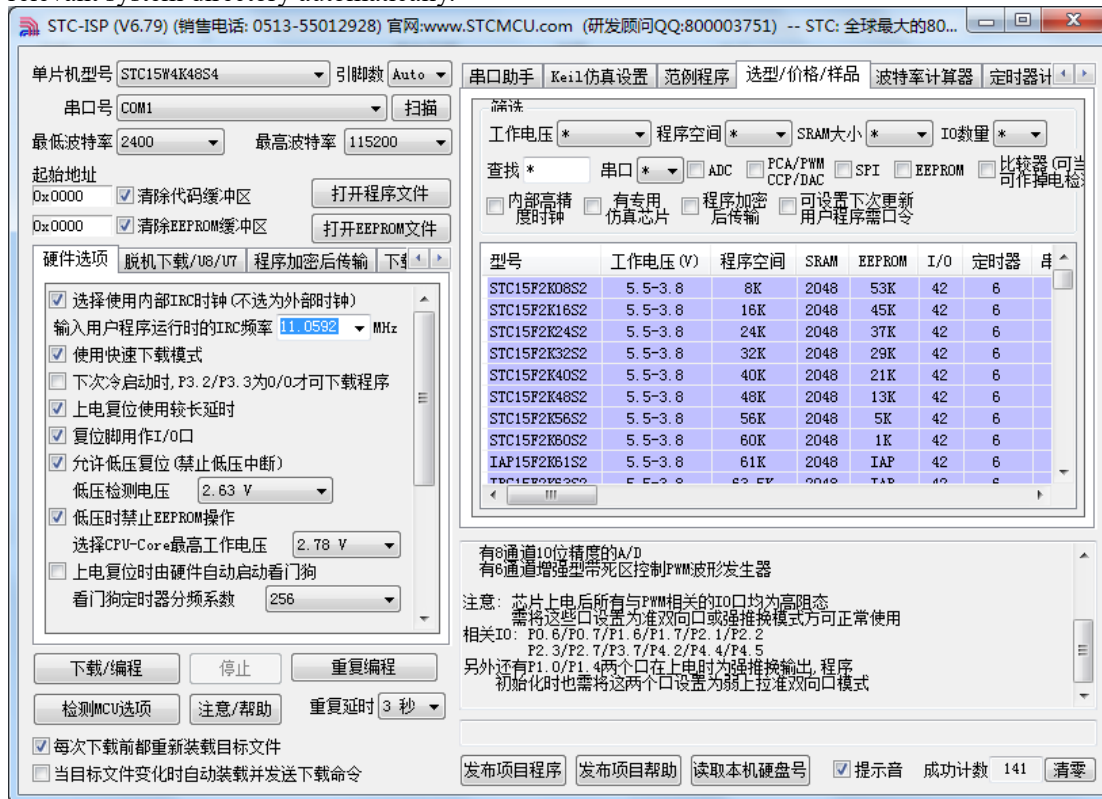 relevant system directory automatically.
STC-ISP (V6.79) (销售电话: 0513-55012928) 官网:www.STCMCU.com (研发顾问QQ:800003751) -- STC: 全球最大的80...
单片机型号 STC15W4K48S4 引脚数 Auto
串口号 COM1 扫描
最低波特率 2400 最高波特率 115200
起始地址
0x0000 清除代码缓冲区 打开程序文件
0x0000 清除EEPROM缓冲区 打开EEPROM文件
硬件选项 脱机下载/U8/U7 程序加密后传输
选择使用内部IRC时钟(不选为外部时钟)
输入用户程序运行时的IRC频率 11.0592 MHz
使用快速下载模式
下次冷启动时,P3.2/P3.3为0/0才可下载程序
上电复位使用较长延时
复位脚用作I/O口
允许低压复位(禁止低压中断)
低压检测电压 2.63 V
低压时禁止EEPROM操作
选择CPU-Core最高工作电压 2.78 V
上电复位时由硬件自动启动看门狗
看门狗定时器分频系数 256
下载/编程 停止 重复编程
检测MCU选项 注意/帮助 重复延时 3 秒
每次下载前都重新装载目标文件
当目标文件变化时自动装载并发送下载命令
串口助手 Keil仿真设置 范例程序 选型/价格/样品 波特率计算器 定时器计
筛选
工作电压 * 程序空间 * SRAM大小 * IO数量 *
查找 * 串口 * ADC PCA/PWM CCP/DAC SPI EEPROM 比较器(可当 可作掉电检
内部高精度时钟 有专用仿真芯片 程序加密后传输 可设置下次更新用户程序需口令
型号 工作电压(V) 程序空间 SRAM EEPROM I/O 定时器
STC15F2K08S2 5.5-3.8 8K 2048 53K 42 6
STC15F2K16S2 5.5-3.8 16K 2048 45K 42 6
STC15F2K24S2 5.5-3.8 24K 2048 37K 42 6
STC15F2K32S2 5.5-3.8 32K 2048 29K 42 6
STC15F2K40S2 5.5-3.8 40K 2048 21K 42 6
STC15F2K48S2 5.5-3.8 48K 2048 13K 42 6
STC15F2K56S2 5.5-3.8 56K 2048 5K 42 6
STC15F2K60S2 5.5-3.8 60K 2048 1K 42 6
IAP15F2K61S2 5.5-3.8 61K 2048 IAP 42 6
有8通道10位精度的A/D
有6通道增强型带死区控制PWM波形发生器
注意: 芯片上电后所有与PWM相关的IO口均为高阻态
需将这些口设置为准双向口或强推挽模式方可正常使用
相关IO: P0.6/P0.7/P1.6/P1.7/P2.1/P2.2
P2.3/P2.7/P3.7/P4.2/P4.4/P4.5
另外还有P1.0/P1.4两个口在上电时为强推挽输出,程序
初始化时也需将这两个口设置为弱上拉准双向口模式
发布项目程序 发布项目帮助 读取本机硬盘号 提示音 成功计数 141 清零